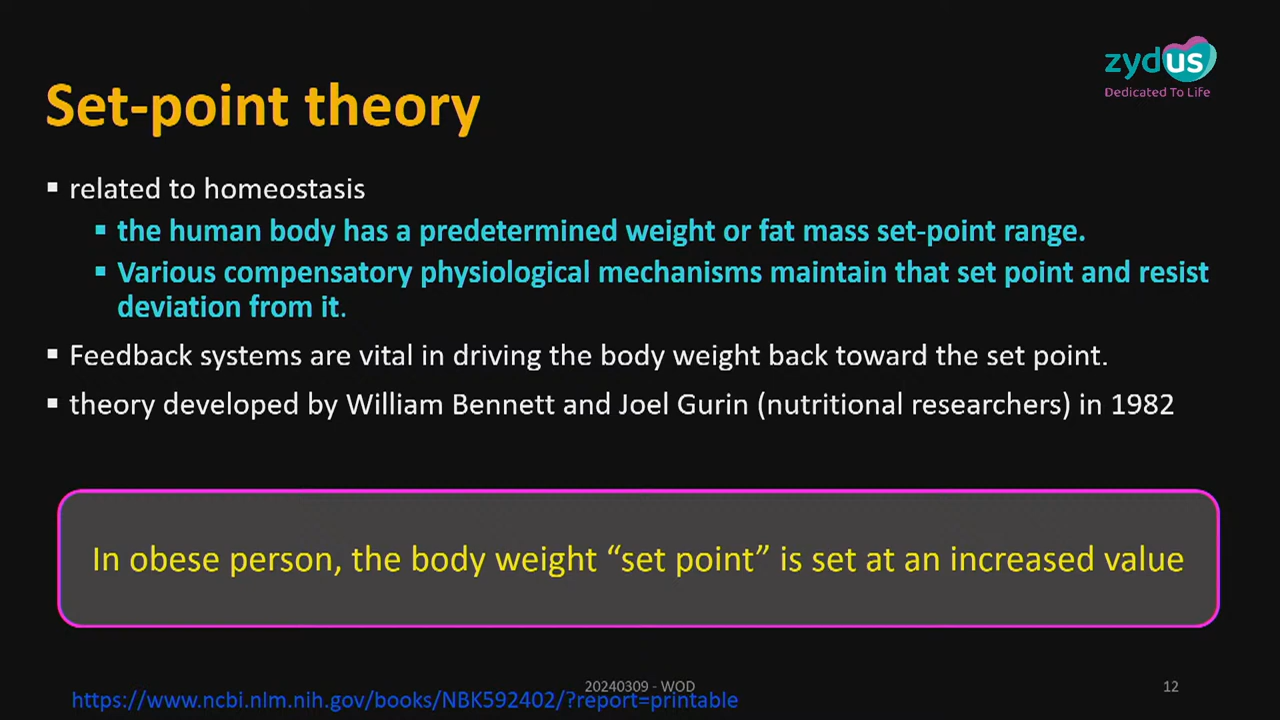 zydus
Dedicated To Life
Set-point theory
▪ related to homeostasis
▪ the human body has a predetermined weight or fat mass set-point range.
▪ Various compensatory physiological mechanisms maintain that set point and resist
deviation from it.
▪ Feedback systems are vital in driving the body weight back toward the set point.
▪ theory developed by William Bennett and Joel Gurin (nutritional researchers) in 1982
In obese person, the body weight “set point” is set at an increased value
20240309 - WOD
12
https://www.ncbi.nlm.nih.gov/books/NBK592402/?report=printable